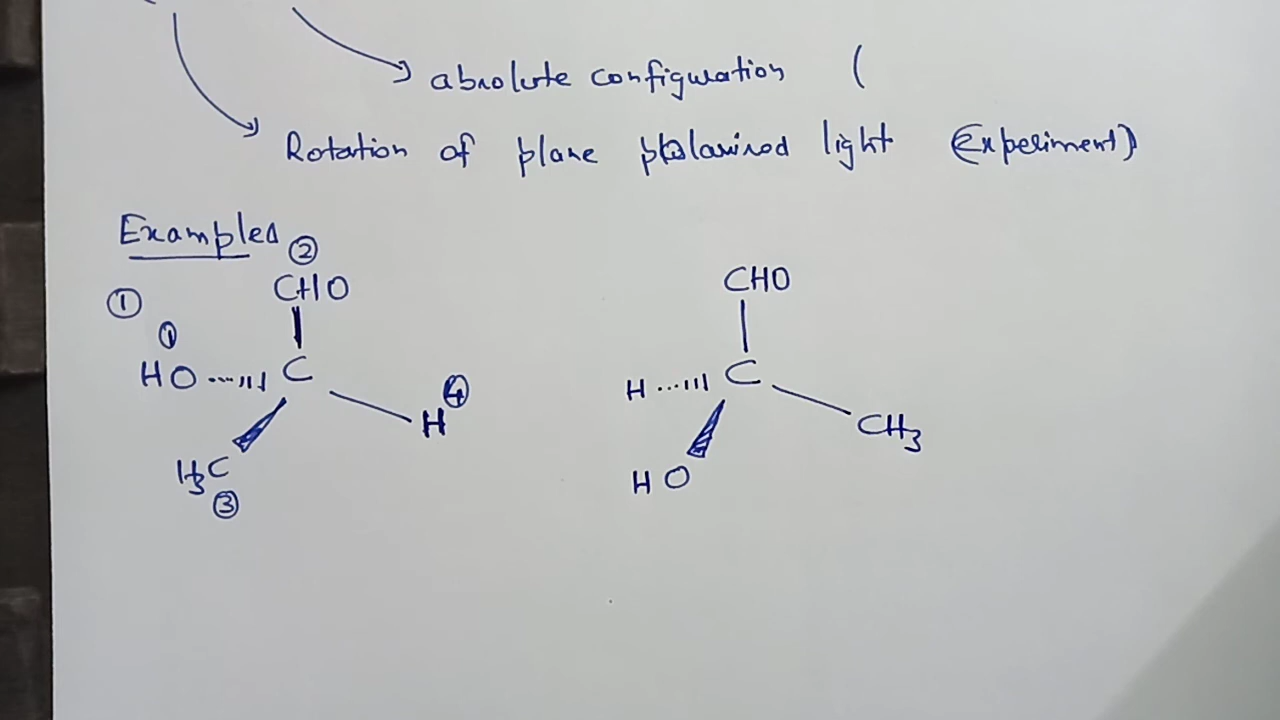 absolute configuration (
Rotation of plane polarised light (Experiment)
Examples
①
②
CHO
①
HO C
H ④
H3C
③
CHO
H C
CH3
HO